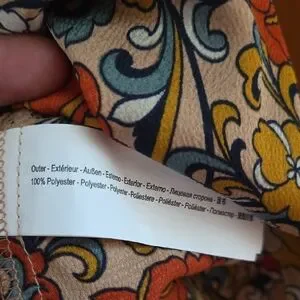 Outer - Extérieur - Außen - Esterno - Exterior - Externo - Лицевая сторона -
100% Polyester - Polyester - Polyester - Poliestere - Poliéster - Poliéster - Полиэстер -